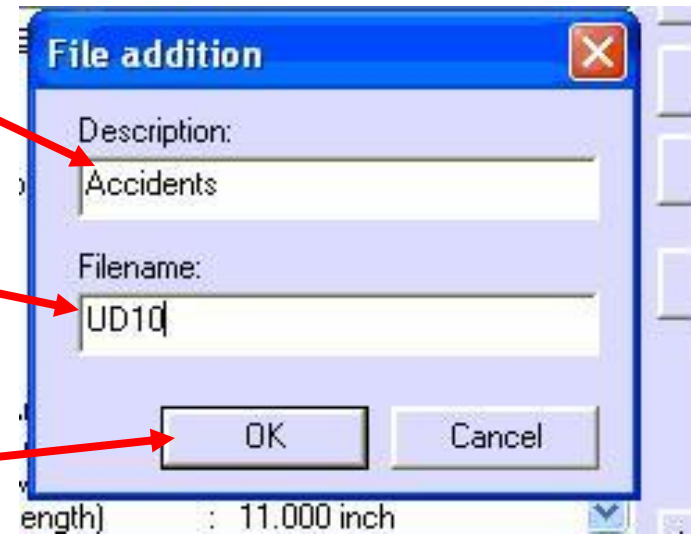 File addition
Description:
Accidents
Filename:
UD10
OK Cancel
ength) : 11.000 inch